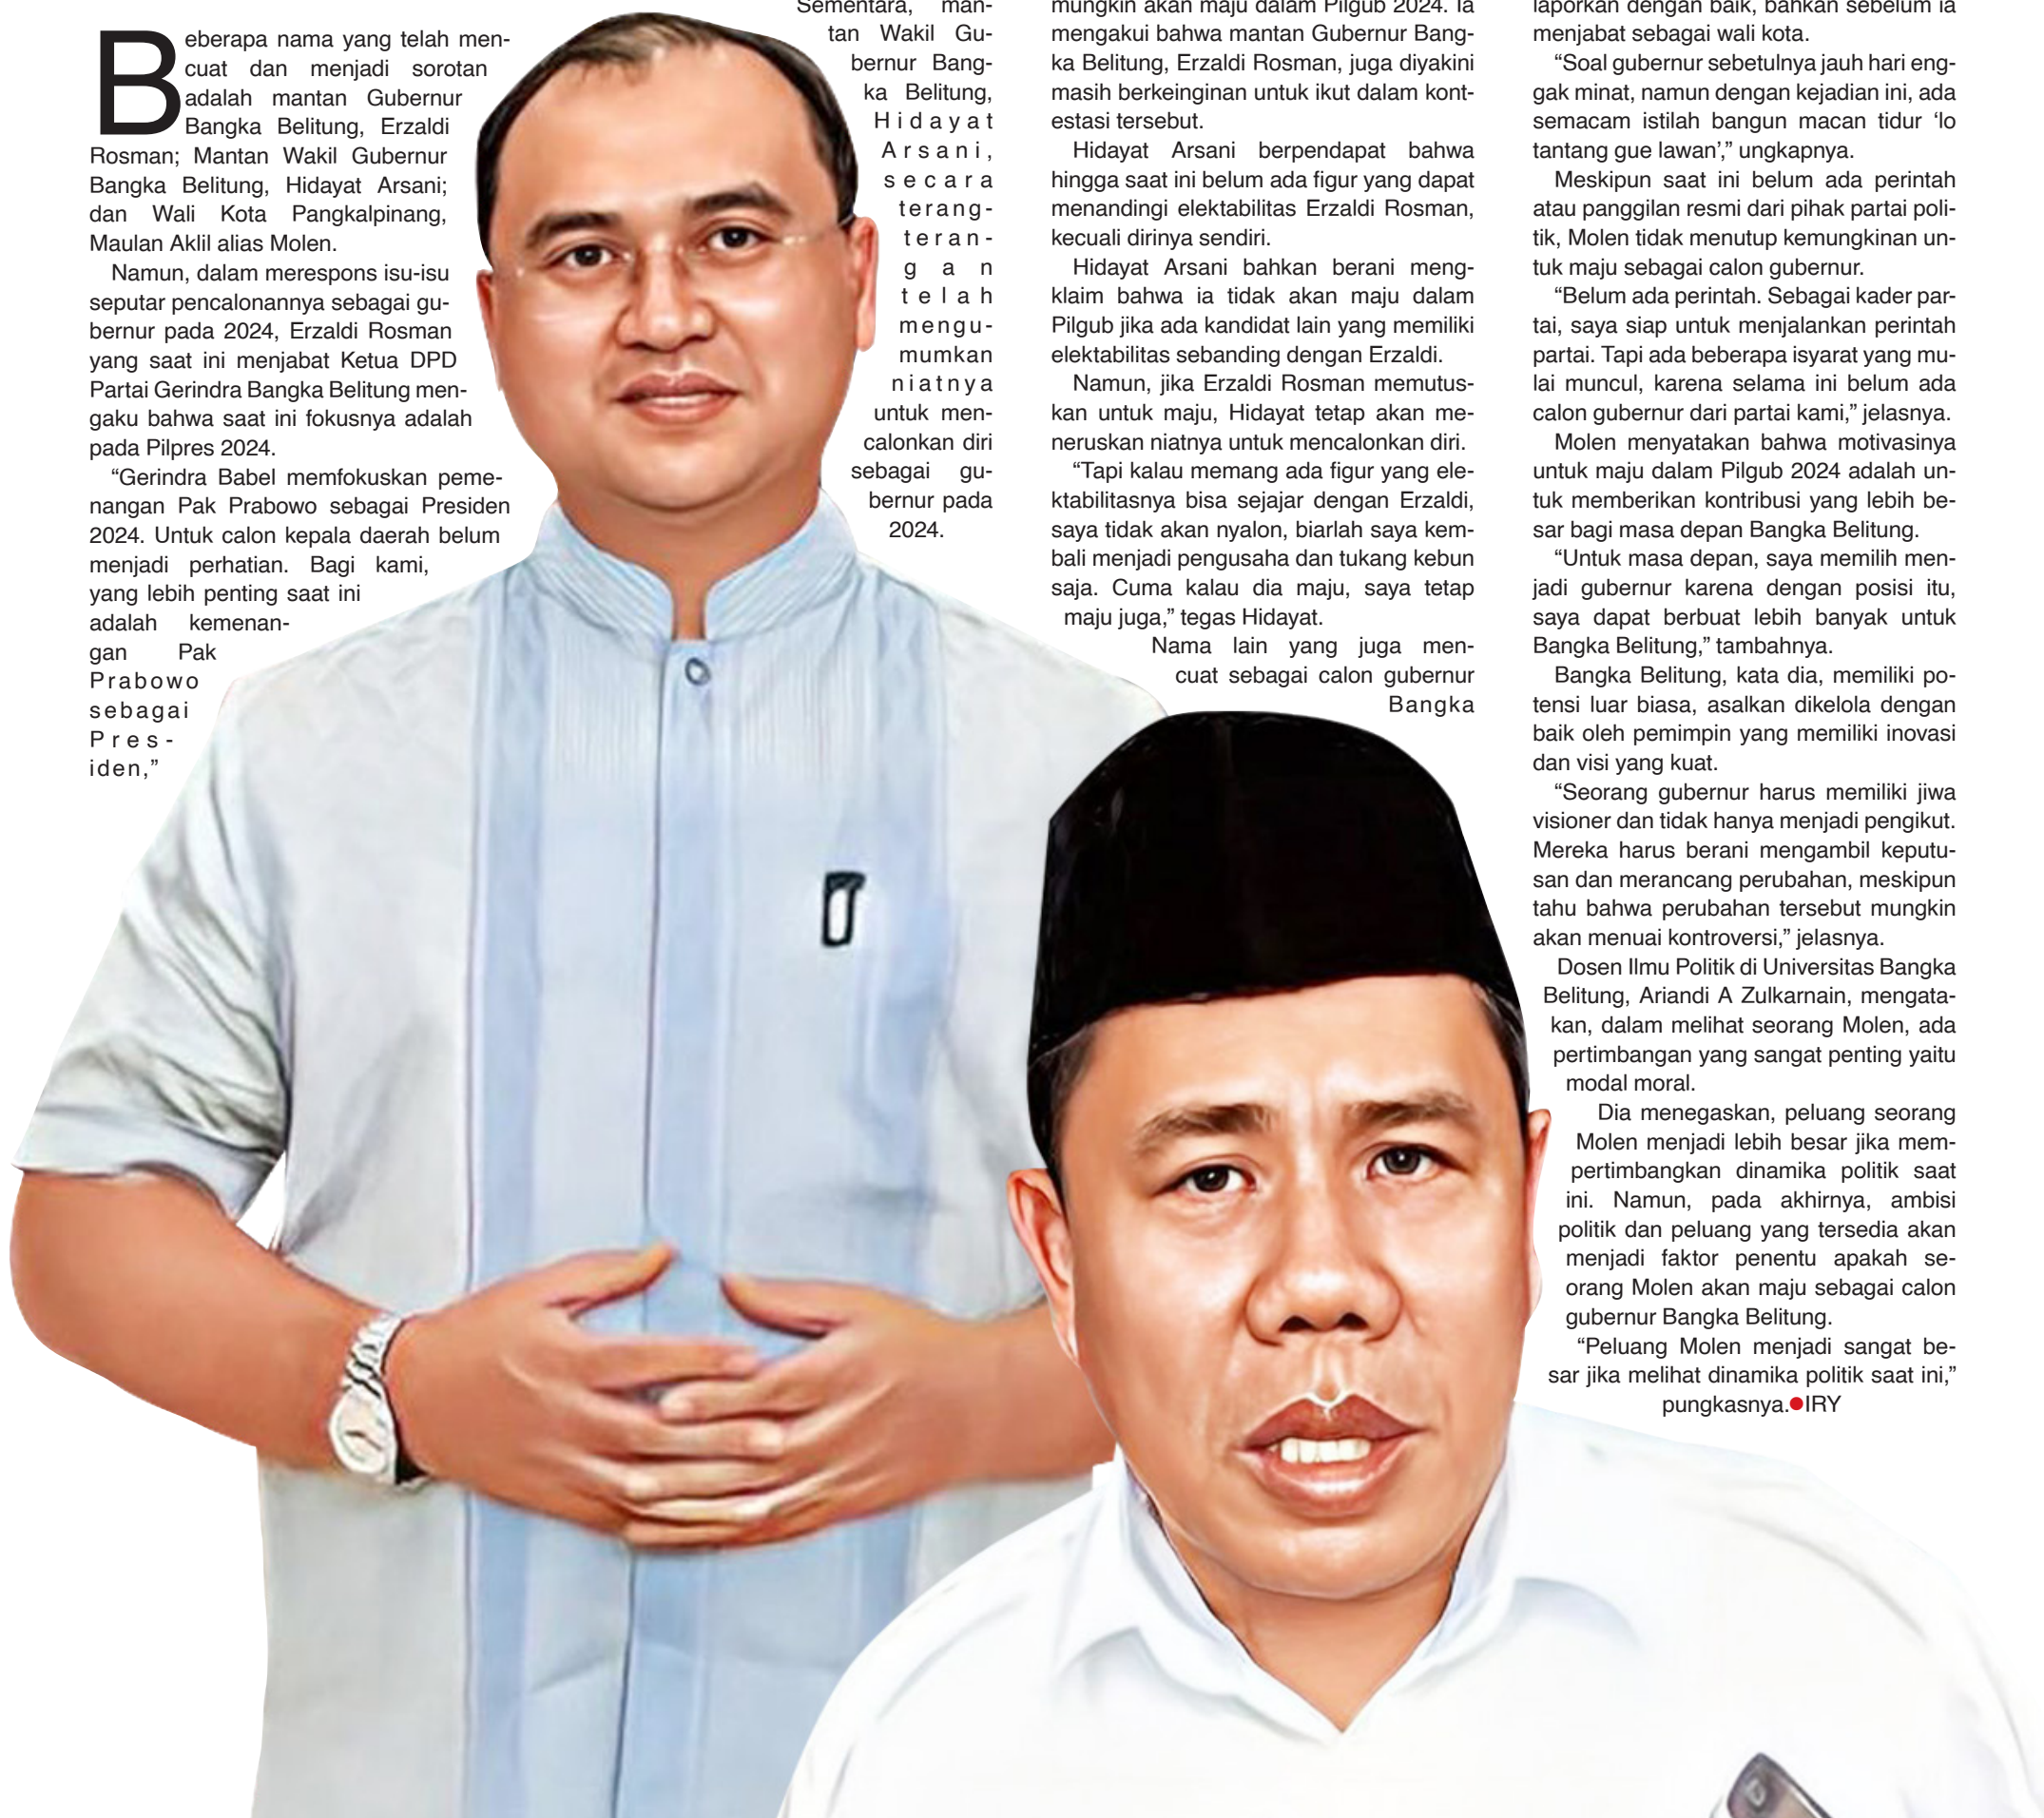 Beberapa nama yang telah men-
cuat dan menjadi sorotan
adalah mantan Gubernur
Bangka Belitung, Erzaldi
Rosman; Mantan Wakil Gubernur
Bangka Belitung, Hidayat Arsani;
dan Wali Kota Pangkalpinang,
Maulan Aklil alias Molen.
Namun, dalam merespons isu-isu
seputar pencalonannya sebagai gu-
bernur pada 2024, Erzaldi Rosman
yang saat ini menjabat Ketua DPD
Partai Gerindra Bangka Belitung men-
gaku bahwa saat ini fokusnya adalah
pada Pilpres 2024.
“Gerindra Babel memfokuskan peme-
nangan Pak Prabowo sebagai Presiden
2024. Untuk calon kepala daerah belum
menjadi perhatian. Bagi kami,
yang lebih penting saat ini
adalah kemenan-
gan Pak
Prabowo
sebagai
Pres-
iden,”
Sementara, man-
tan Wakil Gu-
bernur Bang-
ka Belitung,
Hidayat
Arsani,
secara
terang-
teran-
gan
telah
mengu-
mumkan
niatnya
untuk men-
calonkan diri
sebagai gu-
bernur pada
2024.
mungkin akan maju dalam Pilgub 2024. Ia
mengakui bahwa mantan Gubernur Bang-
ka Belitung, Erzaldi Rosman, juga diyakini
masih berkeinginan untuk ikut dalam kont-
estasi tersebut.
Hidayat Arsani berpendapat bahwa
hingga saat ini belum ada figur yang dapat
menandingi elektabilitas Erzaldi Rosman,
kecuali dirinya sendiri.
Hidayat Arsani bahkan berani meng-
klaim bahwa ia tidak akan maju dalam
Pilgub jika ada kandidat lain yang memiliki
elektabilitas sebanding dengan Erzaldi.
Namun, jika Erzaldi Rosman memutus-
kan untuk maju, Hidayat tetap akan me-
neruskan niatnya untuk mencalonkan diri.
“Tapi kalau memang ada figur yang ele-
ktabilitasnya bisa sejajar dengan Erzaldi,
saya tidak akan nyalon, biarlah saya kem-
bali menjadi pengusaha dan tukang kebun
saja. Cuma kalau dia maju, saya tetap
maju juga,” tegas Hidayat.
Nama lain yang juga men-
cuat sebagai calon gubernur
Bangka
laporkan dengan baik, bahkan sebelum ia
menjabat sebagai wali kota.
“Soal gubernur sebetulnya jauh hari eng-
gak minat, namun dengan kejadian ini, ada
semacam istilah bangun macan tidur ‘lo
tantang gue lawan’,” ungkapnya.
Meskipun saat ini belum ada perintah
atau panggilan resmi dari pihak partai poli-
tik, Molen tidak menutup kemungkinan un-
tuk maju sebagai calon gubernur.
“Belum ada perintah. Sebagai kader par-
tai, saya siap untuk menjalankan perintah
partai. Tapi ada beberapa isyarat yang mu-
lai muncul, karena selama ini belum ada
calon gubernur dari partai kami,” jelasnya.
Molen menyatakan bahwa motivasinya
untuk maju dalam Pilgub 2024 adalah un-
tuk memberikan kontribusi yang lebih be-
sar bagi masa depan Bangka Belitung.
“Untuk masa depan, saya memilih men-
jadi gubernur karena dengan posisi itu,
saya dapat berbuat lebih banyak untuk
Bangka Belitung,” tambahnya.
Bangka Belitung, kata dia, memiliki po-
tensi luar biasa, asalkan dikelola dengan
baik oleh pemimpin yang memiliki inovasi
dan visi yang kuat.
“Seorang gubernur harus memiliki jiwa
visioner dan tidak hanya menjadi pengikut.
Mereka harus berani mengambil keputu-
san dan merancang perubahan, meskipun
tahu bahwa perubahan tersebut mungkin
akan menuai kontroversi,” jelasnya.
Dosen Ilmu Politik di Universitas Bangka
Belitung, Ariandi A Zulkarnain, mengata-
kan, dalam melihat seorang Molen, ada
pertimbangan yang sangat penting yaitu
modal moral.
Dia menegaskan, peluang seorang
Molen menjadi lebih besar jika mem-
pertimbangkan dinamika politik saat
ini. Namun, pada akhirnya, ambisi
politik dan peluang yang tersedia akan
menjadi faktor penentu apakah se-
orang Molen akan maju sebagai calon
gubernur Bangka Belitung.
“Peluang Molen menjadi sangat be-
sar jika melihat dinamika politik saat ini,”
pungkasnya.●IRY